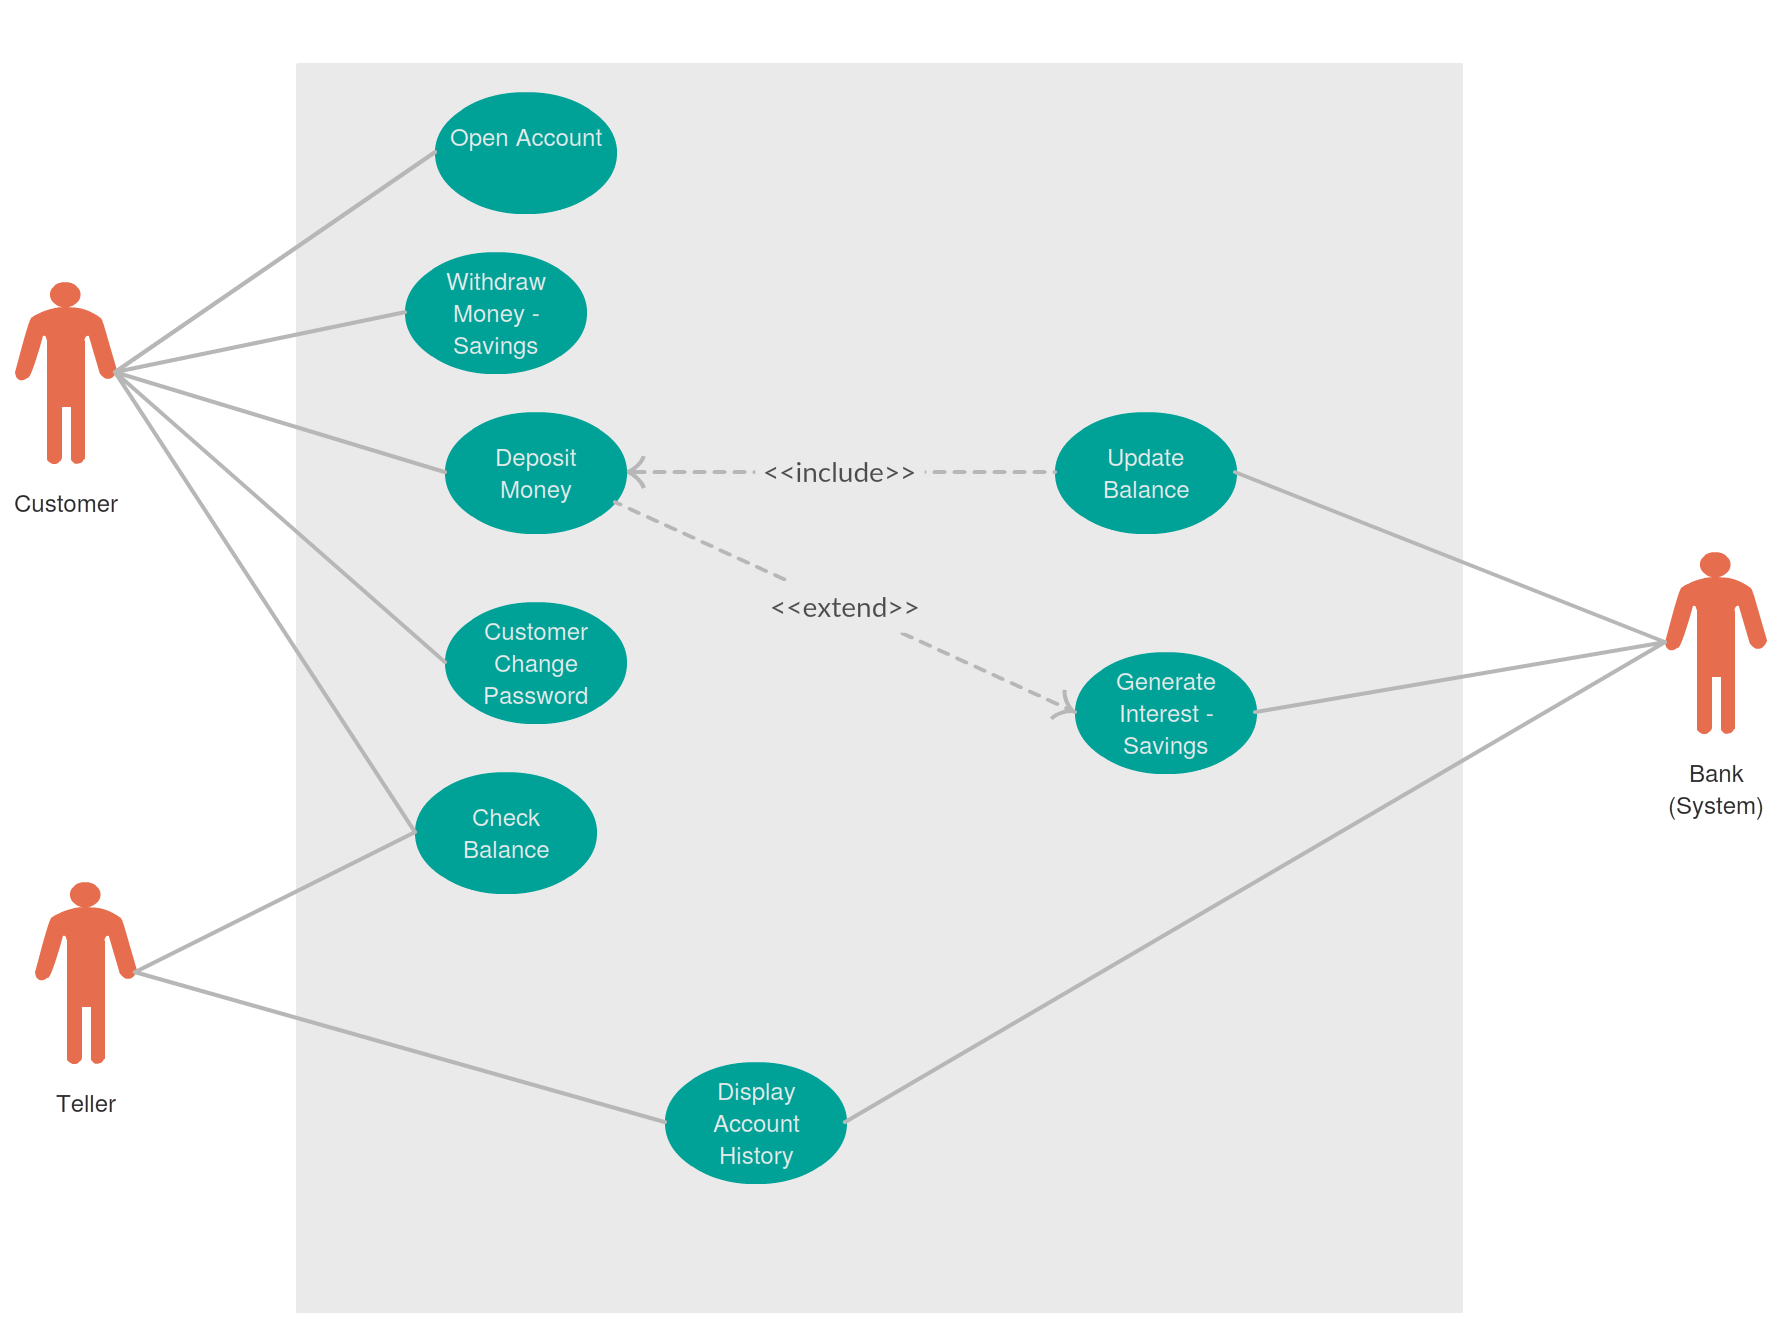 Open Account
Withdraw
Money -
Savings
Customer
Deposit
Money
<<include>>
Update
Balance
<<extend>>
Customer
Change
Password
Generate
Interest -
Savings
Bank
(System)
Check
Balance
Teller
Display
Account
History